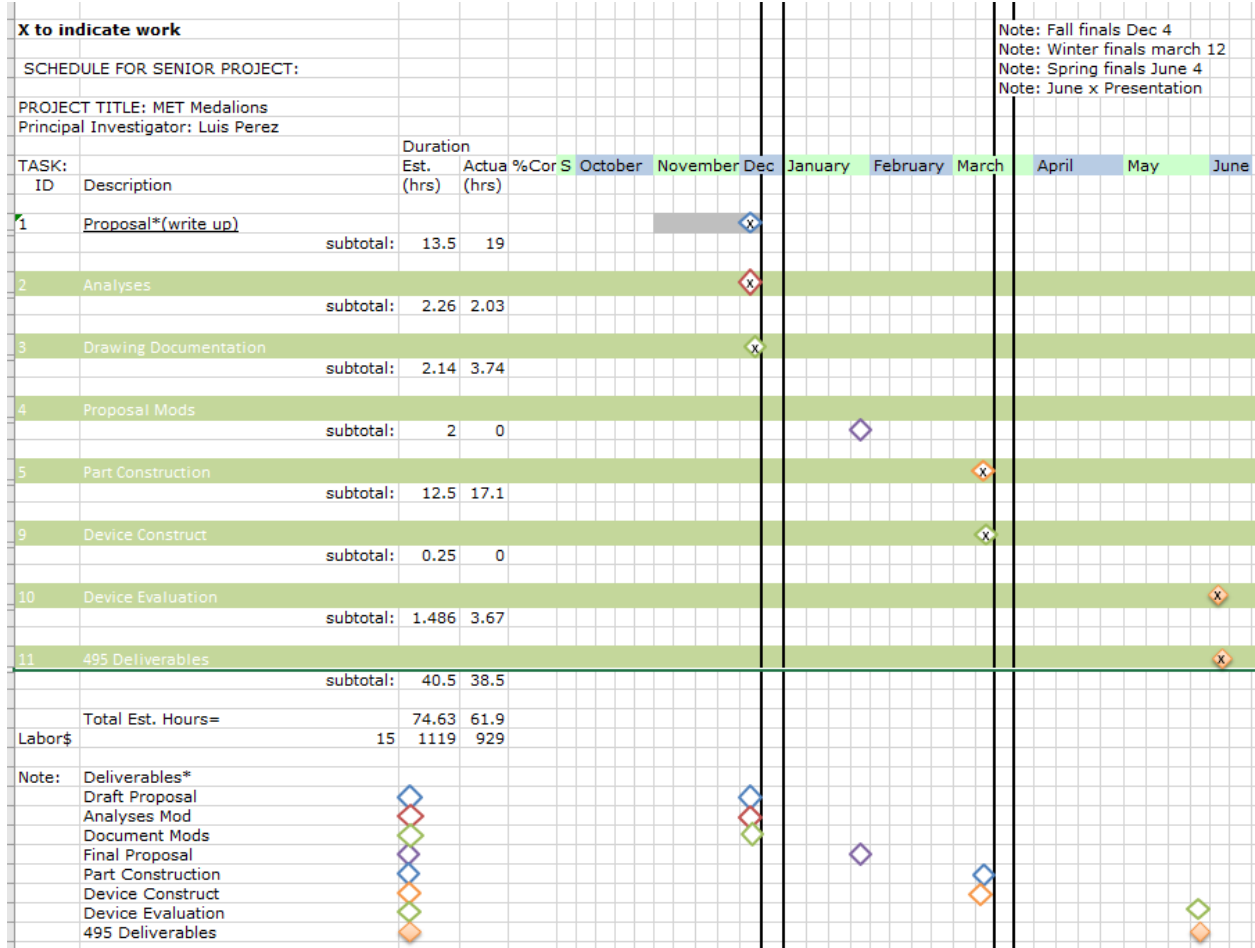 X to indicate work
Note: Fall finals Dec 4
Note: Winter finals march 12
SCHEDULE FOR SENIOR PROJECT:
Note: Spring finals June 4
Note: June x Presentation
PROJECT TITLE: MET Medalions
Principal Investigator: Luis Perez
Duration
TASK: Est. Actua %Cor S October November Dec January February March April May June
ID Description (hrs) (hrs)
1 Proposal*(write up) x
subtotal: 13.5 19
2 Analyses x
subtotal: 2.26 2.03
3 Drawing Documentation x
subtotal: 2.14 3.74
4 Proposal Mods
subtotal: 2 0
5 Part Construction x
subtotal: 12.5 17.1
9 Device Construct x
subtotal: 0.25 0
10 Device Evaluation x
subtotal: 1.486 3.67
11 495 Deliverables x
subtotal: 40.5 38.5
Total Est. Hours= 74.63 61.9
Labor$ 15 1119 929
Note: Deliverables*
Draft Proposal
Analyses Mod
Document Mods
Final Proposal
Part Construction
Device Construct
Device Evaluation
495 Deliverables